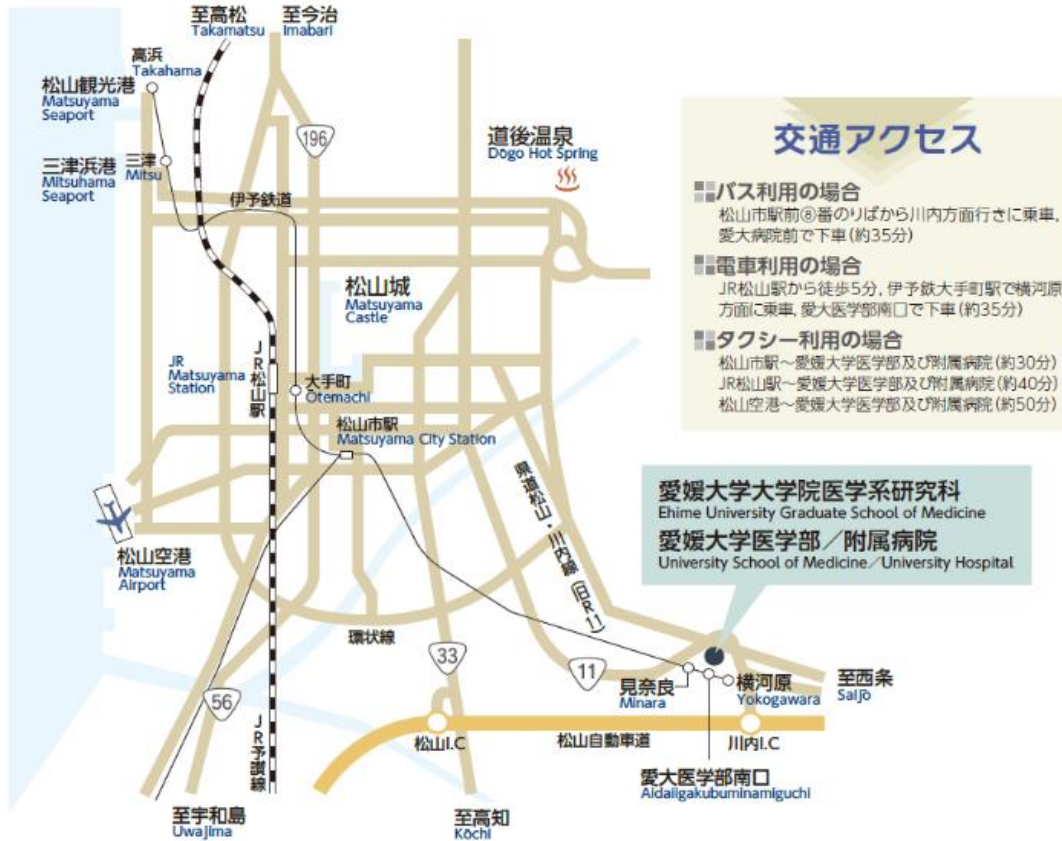 至高松
Takamatsu
至今治
Imabari
高浜
Takahama
松山観光港
Matsuyama
Seaport
196
道後温泉
Dōgo Hot Spring
三津浜港
Mitsuhama
Seaport
三津
Mitsu
伊予鉄道
松山城
Matsuyama
Castle
JR
Matsuyama
Station
JR松山駅
大手町
Ōtemachi
松山市駅
Matsuyama City Station
県道松山・川内線(旧R11)
松山空港
Matsuyama
Airport
環状線
33
11
56
見奈良
Minara
横河原
Yokogawara
至西条
Saijō
JR予讃線
松山I.C
松山自動車道
川内I.C
愛大医学部南口
Aidaiigakubuminamiguchi
至宇和島
Uwajima
至高知
Kōchi
交通アクセス
バス利用の場合
松山市駅前⑧番のりばから川内方面行きに乗車,
愛大病院前で下車(約35分)
電車利用の場合
JR松山駅から徒歩5分, 伊予鉄大手町駅で横河原
方面に乗車, 愛大医学部南口で下車(約35分)
タクシー利用の場合
松山市駅~愛媛大学医学部及び附属病院(約30分)
JR松山駅~愛媛大学医学部及び附属病院(約40分)
松山空港~愛媛大学医学部及び附属病院(約50分)
愛媛大学大学院医学系研究科
Ehime University Graduate School of Medicine
愛媛大学医学部/附属病院
University School of Medicine/University Hospital